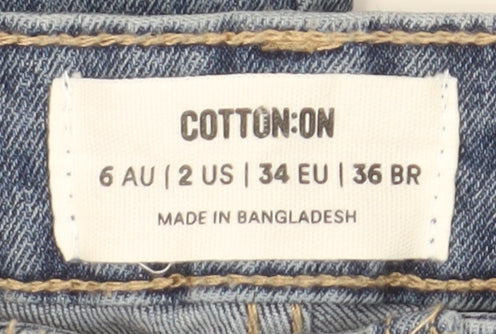 COTTON:ON
6 AU | 2 US | 34 EU | 36 BR
MADE IN BANGLADESH